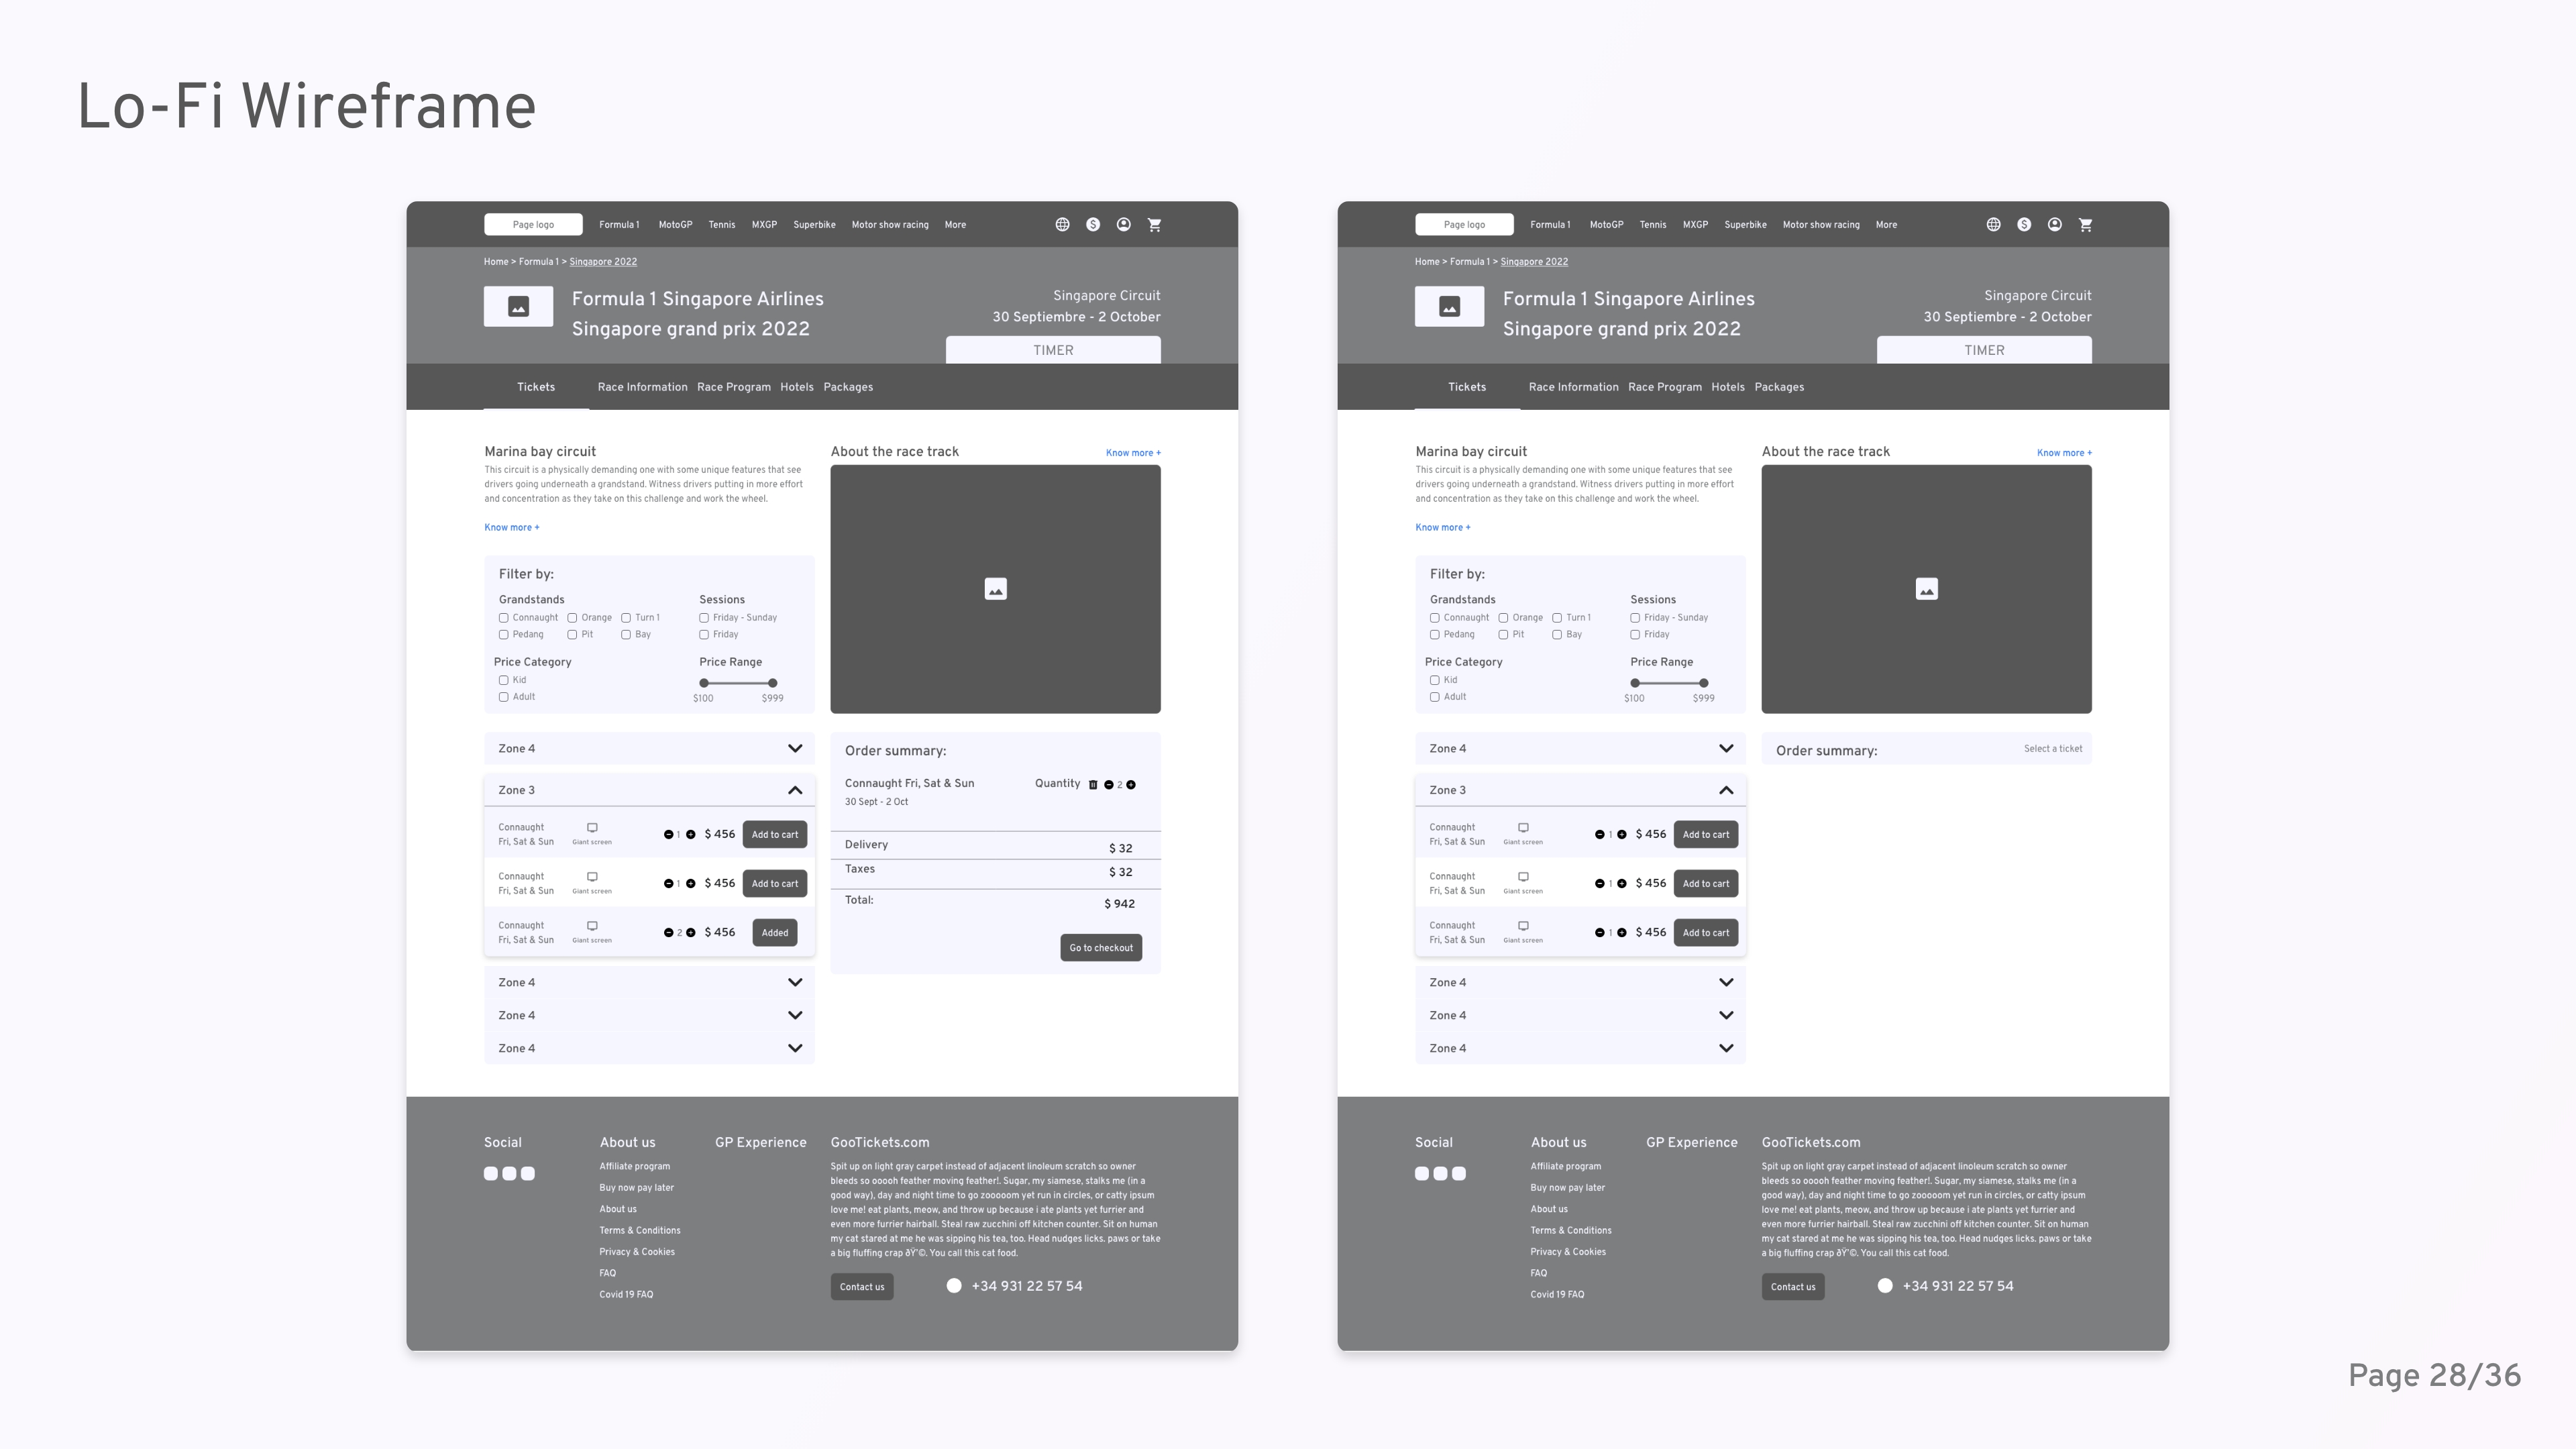 Lo-Fi Wireframe
Page logo Formula 1 MotoGP Tennis MXGP Superbike Motor show racing More
Home > Formula 1 > Singapore 2022
Formula 1 Singapore Airlines
Singapore grand prix 2022
Singapore Circuit
30 Septiembre - 2 October
TIMER
Tickets Race Information Race Program Hotels Packages
Marina bay circuit
This circuit is a physically demanding one with some unique features that see
drivers going underneath a grandstand. Witness drivers putting in more effort
and concentration as they take on this challenge and work the wheel.
Know more +
About the race track Know more +
Filter by:
Grandstands
Connaught Orange Turn 1
Pedang Pit Bay
Sessions
Friday - Sunday
Friday
Price Category
Kid
Adult
Price Range
$100 $999
Zone 4
Zone 3
Connaught
Fri, Sat & Sun
Giant screen
1 $ 456 Add to cart
Connaught
Fri, Sat & Sun
Giant screen
1 $ 456 Add to cart
Connaught
Fri, Sat & Sun
Giant screen
2 $ 456 Added
Zone 4
Zone 4
Zone 4
Order summary:
Connaught Fri, Sat & Sun Quantity 2
30 Sept - 2 Oct
Delivery $ 32
Taxes $ 32
Total: $ 942
Go to checkout
Social
About us
Affiliate program
Buy now pay later
About us
Terms & Conditions
Privacy & Cookies
FAQ
Covid 19 FAQ
GP Experience
GooTickets.com
Spit up on light gray carpet instead of adjacent linoleum scratch so owner
bleeds so ooooh feather moving feather!. Sugar, my siamese, stalks me (in a
good way), day and night time to go zooooom yet run in circles, or catty ipsum
love me! eat plants, meow, and throw up because i ate plants yet furrier and
even more furrier hairball. Steal raw zucchini off kitchen counter. Sit on human
my cat stared at me he was sipping his tea, too. Head nudges licks. paws or take
a big fluffing crap ðŸ’©. You call this cat food.
Contact us +34 931 22 57 54
Page logo Formula 1 MotoGP Tennis MXGP Superbike Motor show racing More
Home > Formula 1 > Singapore 2022
Formula 1 Singapore Airlines
Singapore grand prix 2022
Singapore Circuit
30 Septiembre - 2 October
TIMER
Tickets Race Information Race Program Hotels Packages
Marina bay circuit
This circuit is a physically demanding one with some unique features that see
drivers going underneath a grandstand. Witness drivers putting in more effort
and concentration as they take on this challenge and work the wheel.
Know more +
About the race track Know more +
Filter by:
Grandstands
Connaught Orange Turn 1
Pedang Pit Bay
Sessions
Friday - Sunday
Friday
Price Category
Kid
Adult
Price Range
$100 $999
Zone 4
Zone 3
Connaught
Fri, Sat & Sun
Giant screen
1 $ 456 Add to cart
Connaught
Fri, Sat & Sun
Giant screen
1 $ 456 Add to cart
Connaught
Fri, Sat & Sun
Giant screen
1 $ 456 Add to cart
Zone 4
Zone 4
Zone 4
Order summary: Select a ticket
Social
About us
Affiliate program
Buy now pay later
About us
Terms & Conditions
Privacy & Cookies
FAQ
Covid 19 FAQ
GP Experience
GooTickets.com
Spit up on light gray carpet instead of adjacent linoleum scratch so owner
bleeds so ooooh feather moving feather!. Sugar, my siamese, stalks me (in a
good way), day and night time to go zooooom yet run in circles, or catty ipsum
love me! eat plants, meow, and throw up because i ate plants yet furrier and
even more furrier hairball. Steal raw zucchini off kitchen counter. Sit on human
my cat stared at me he was sipping his tea, too. Head nudges licks. paws or take
a big fluffing crap ðŸ’©. You call this cat food.
Contact us +34 931 22 57 54
Page 28/36